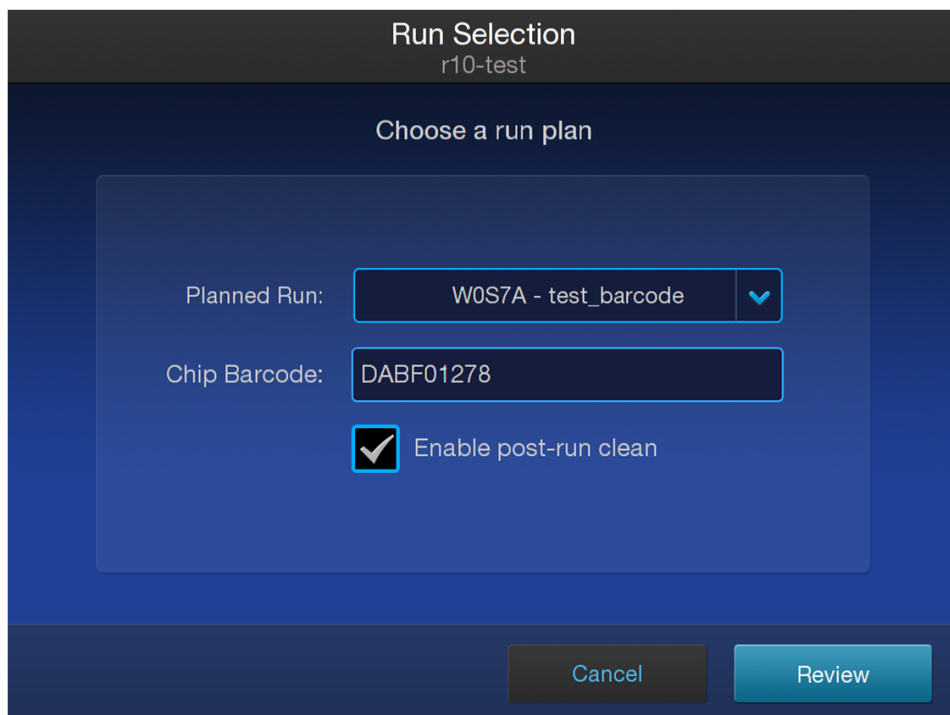 Run Selection
r10-test
Choose a run plan
Planned Run: W0S7A - test_barcode
Chip Barcode: DABF01278
Enable post-run clean
Cancel Review